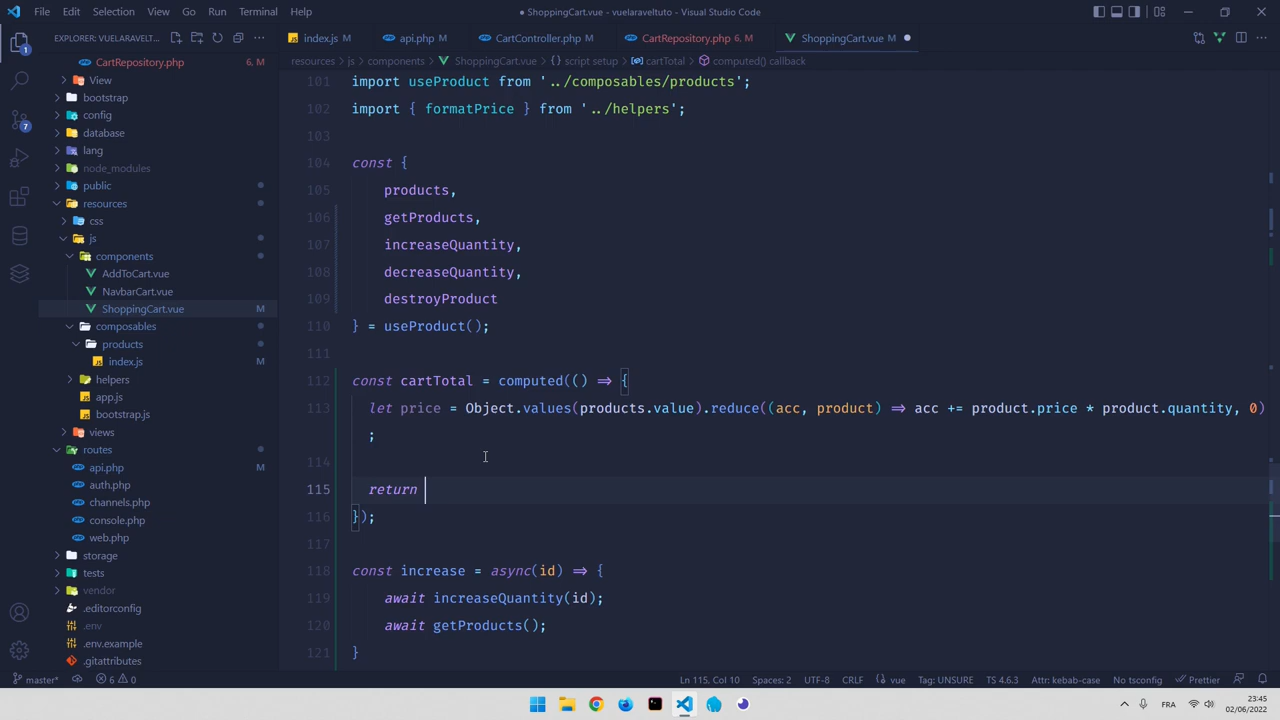 File Edit Selection View Go Run Terminal Help
● ShoppingCart.vue - vuelaraveltuto - Visual Studio Code
EXPLORER: VUELARAVELT...
index.js M
api.php M
CartController.php M
CartRepository.php 6, M
ShoppingCart.vue M
resources > js > components > ShoppingCart.vue > script setup > cartTotal > computed() callback
CartRepository.php 6, M
View
bootstrap
config
database
lang
node_modules
public
resources
css
js
components
AddToCart.vue
NavbarCart.vue
ShoppingCart.vue M
composables
products
index.js M
helpers
app.js
bootstrap.js
views
routes
api.php M
auth.php
channels.php
console.php
web.php
storage
tests
vendor
.editorconfig
.env
.env.example
.gitattributes
1
7
101 import useProduct from '../composables/products';
102 import { formatPrice } from '../helpers';
103
104 const {
105 products,
106 getProducts,
107 increaseQuantity,
108 decreaseQuantity,
109 destroyProduct
110 } = useProduct();
111
112 const cartTotal = computed(() => {
113 let price = Object.values(products.value).reduce((acc, product) => acc += product.price * product.quantity, 0)
;
114
115 return
116 });
117
118 const increase = async(id) => {
119 await increaseQuantity(id);
120 await getProducts();
121 }
master* 6 0 Ln 115, Col 10 Spaces: 2 UTF-8 CRLF vue Tag: UNSURE TS 4.6.3 Attr: kebab-case No tsconfig Prettier
FRA 23:45
02/06/2022